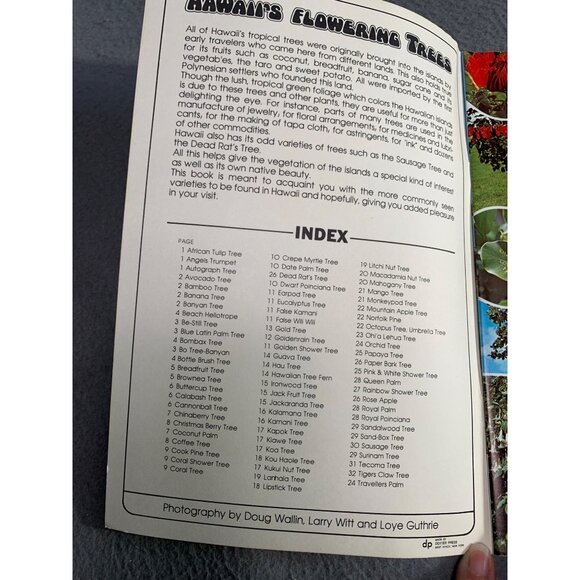 HAWAII'S FLOWERING TREES
All of Hawaii's tropical trees were originally brought into the islands by
early travelers who came here from different lands. This also holds true
for its fruits such as coconut, breadfruit, banana, sugar cane and its
vegetab'es, the taro and sweet potato. All were imported by the first
Polynesian settlers who founded this land.
Though the lush, tropical green foliage which colors the Hawaiian Islands
is due to these trees and other plants, they are useful for more than just
delighting the eye. For instance, parts of many trees are used in the
manufacture of jewelry, for floral arrangements, for medicines and lubri-
cants, for the making of tapa cloth, for astringents, for "ink" and dozens
of other commodities.
Hawaii also has its odd varieties of trees such as the Sausage Tree and
the Dead Rat's Tree.
All this helps give the vegetation of the islands a special kind of interest
as well as its own native beauty.
This book is meant to acquaint you with the more commonly seen
varieties to be found in Hawaii and hopefully, giving you added pleasure
in your visit.
INDEX
PAGE
1 African Tulip Tree
1 Angels Trumpet
1 Autograph Tree
2 Avocado Tree
2 Bamboo Tree
2 Banana Tree
2 Banyan Tree
4 Beach Heliotrope
3 Be-Still Tree
3 Blue Latin Palm Tree
4 Bombax Tree
3 Bo Tree-Banyan
4 Bottle Brush Tree
5 Breadfruit Tree
5 Brownea Tree
6 Buttercup Tree
6 Calabash Tree
6 Cannonball Tree
7 Chinaberry Tree
8 Christmas Berry Tree
7 Coconut Palm
8 Coffee Tree
9 Cook Pine Tree
9 Coral Shower Tree
9 Coral Tree
10 Crepe Myrtle Tree
10 Date Palm Tree
26 Dead Rat's Tree
10 Dwarf Poinciana Tree
11 Earpod Tree
11 Eucalyptus Tree
11 False Kamani
11 False Wili Wili
13 Gold Tree
12 Goldenrain Tree
11 Golden Shower Tree
14 Guava Tree
14 Hau Tree
14 Hawaiian Tree Fern
15 Ironwood Tree
15 Jack Fruit Tree
15 Jackaranda Tree
16 Kalamana Tree
16 Kamani Tree
17 Kapok Tree
17 Kiawe Tree
17 Koa Tree
18 Kou Haole Tree
17 Kukui Nut Tree
19 Lanhala Tree
18 Lipstick Tree
19 Litchi Nut Tree
20 Macadamia Nut Tree
20 Mahogany Tree
21 Mango Tree
21 Monkeypod Tree
22 Mountain Apple Tree
22 Norfolk Pine
22 Octopus Tree, Umbrella Tree
23 Ohi'a Lehua Tree
24 Orchid Tree
25 Papaya Tree
26 Paper Bark Tree
25 Pink & White Shower Tree
28 Queen Palm
27 Rainbow Shower Tree
26 Rose Apple
28 Royal Palm
28 Royal Poinciana
29 Sandalwood Tree
29 Sand-Box Tree
30 Sausage Tree
29 Surinam Tree
31 Tecoma Tree
32 Tigers Claw Tree
24 Travellers Palm
Photography by Doug Wallin, Larry Witt and Loye Guthrie
dp
DEXTER PRESS
WEST NYACK, NEW YORK